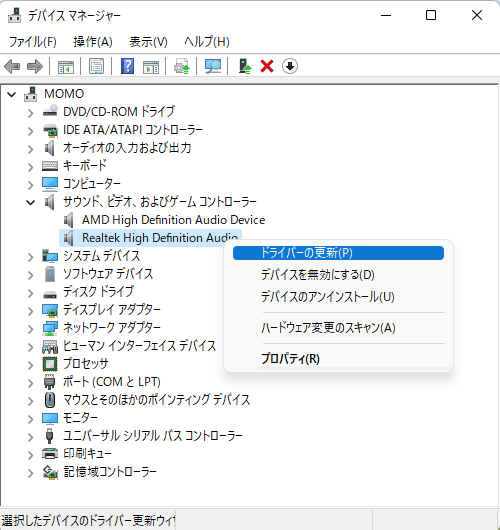 デバイス マネージャー
ファイル(F) 操作(A) 表示(V) ヘルプ(H)
MOMO
DVD/CD-ROM ドライブ
IDE ATA/ATAPI コントローラー
オーディオの入力および出力
キーボード
コンピューター
サウンド、ビデオ、およびゲーム コントローラー
AMD High Definition Audio Device
Realtek High Definition Audio
ドライバーの更新(P)
デバイスを無効にする(D)
デバイスのアンインストール(U)
ハードウェア変更のスキャン(A)
プロパティ(R)
システム デバイス
ソフトウェア デバイス
ディスク ドライブ
ディスプレイ アダプター
ネットワーク アダプター
ヒューマン インターフェイス デバイス
プロセッサ
ポート (COM と LPT)
マウスとそのほかのポインティング デバイス
モニター
ユニバーサル シリアル バス コントローラー
印刷キュー
記憶域コントローラー
選択したデバイスのドライバー更新ウィ